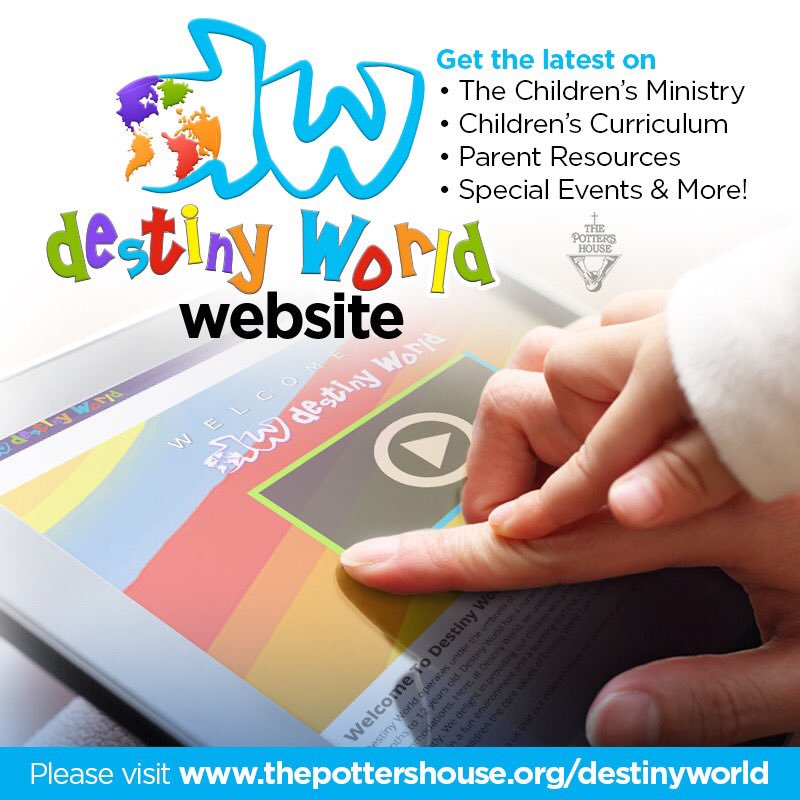 dw
Get the latest on
• The Children's Ministry
• Children's Curriculum
• Parent Resources
• Special Events & More!
destiny World
website
THE
POTTER'S
HOUSE
destiny World
WELCOME
dw destiny World
Welcome To Destiny Wo
Please visit www.thepottershouse.org/destinyworld